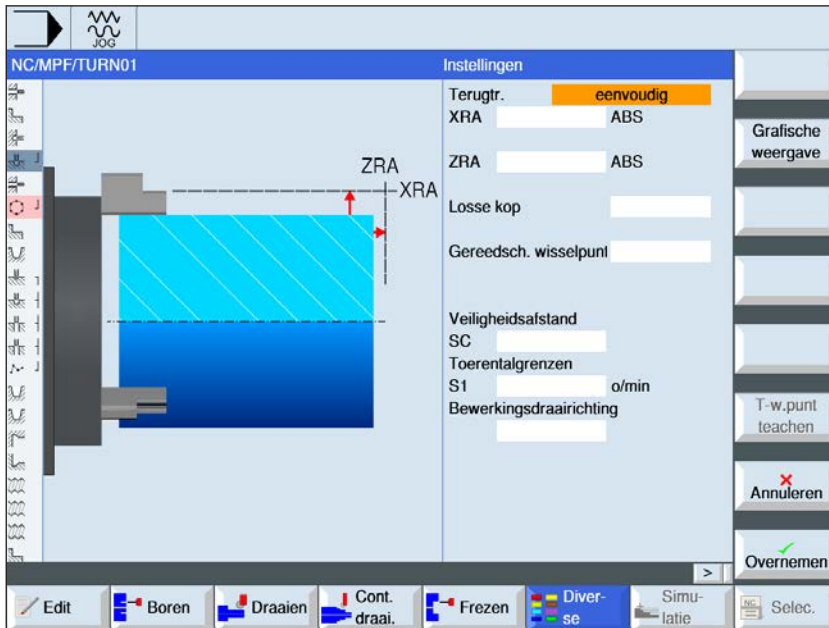 JOG
NC/MPF/TURN01
Instellingen
Terugtr. eenvoudig
XRA ABS
ZRA ABS
Losse kop
Gereedsch. wisselpunt
Veiligheidsafstand
SC
Toerentalgrenzen
S1 o/min
Bewerkingsdraairichting
ZRA
XRA
Grafische
weergave
T-w.punt
teachen
Annuleren
Overnemen
>
Edit
Boren
Draaien
Cont.
draai.
Frezen
Diver-
se
Simu-
latie
NC
Selec.